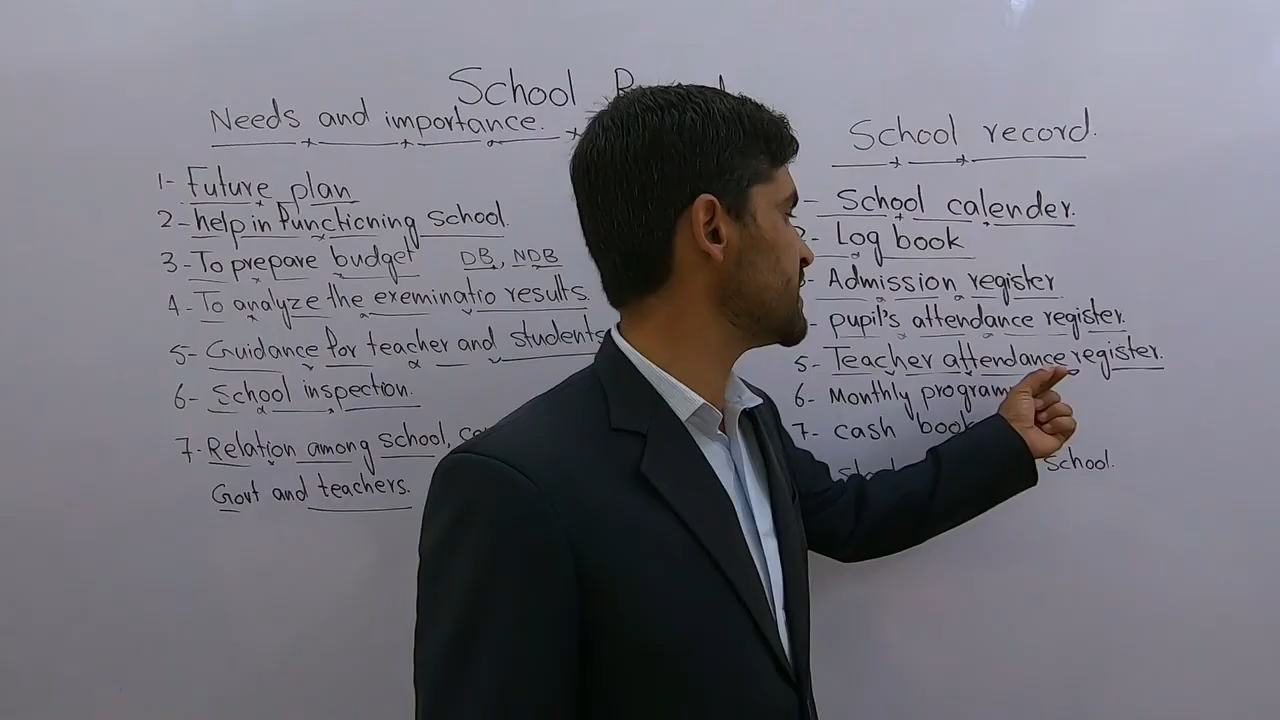 School
Needs and importance.
1- Future plan
2- help in functioning school.
3- To prepare budget DB, NDB
4- To analyze the exeminatio results.
5- Guidance for teacher and students
6- School inspection.
7- Relation among school,
Govt and teachers.
School record.
- School calender.
- Log book
- Admission register
- pupil's attendance register.
5- Teacher attendance register.
6- Monthly
7- cash book
School.